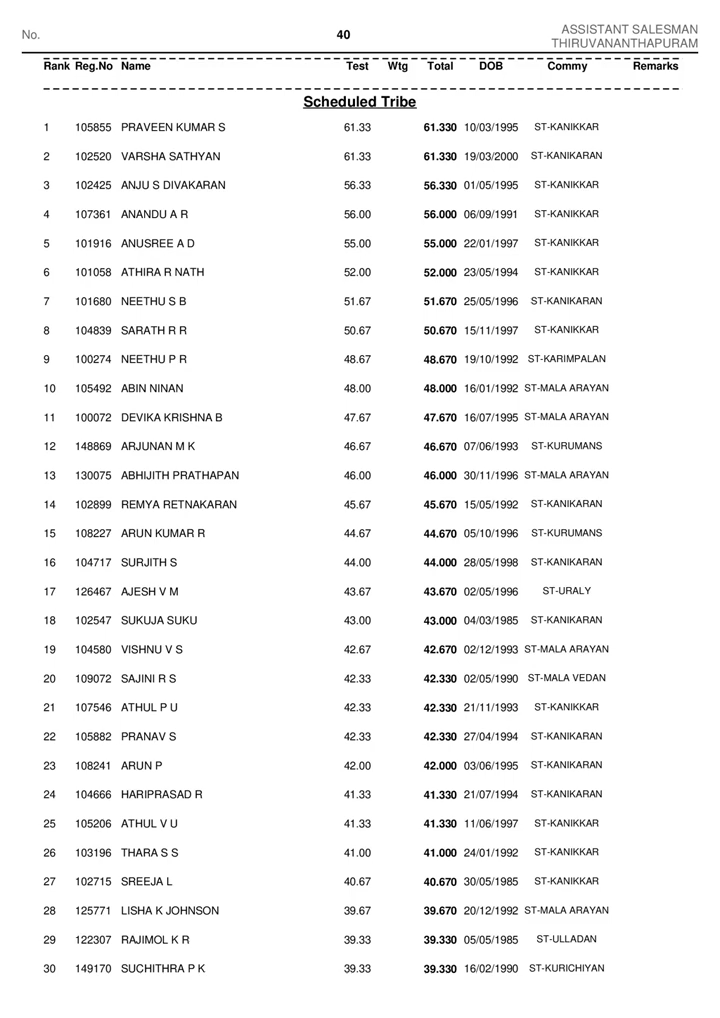 No. 40 ASSISTANT SALESMAN
THIRUVANANTHAPURAM
Rank Reg.No Name Test Wtg Total DOB Commy Remarks
Scheduled Tribe
1 105855 PRAVEEN KUMAR S 61.33 61.330 10/03/1995 ST-KANIKKAR
2 102520 VARSHA SATHYAN 61.33 61.330 19/03/2000 ST-KANIKARAN
3 102425 ANJU S DIVAKARAN 56.33 56.330 01/05/1995 ST-KANIKKAR
4 107361 ANANDU A R 56.00 56.000 06/09/1991 ST-KANIKKAR
5 101916 ANUSREE A D 55.00 55.000 22/01/1997 ST-KANIKKAR
6 101058 ATHIRA R NATH 52.00 52.000 23/05/1994 ST-KANIKKAR
7 101680 NEETHU S B 51.67 51.670 25/05/1996 ST-KANIKARAN
8 104839 SARATH R R 50.67 50.670 15/11/1997 ST-KANIKKAR
9 100274 NEETHU P R 48.67 48.670 19/10/1992 ST-KARIMPALAN
10 105492 ABIN NINAN 48.00 48.000 16/01/1992 ST-MALA ARAYAN
11 100072 DEVIKA KRISHNA B 47.67 47.670 16/07/1995 ST-MALA ARAYAN
12 148869 ARJUNAN M K 46.67 46.670 07/06/1993 ST-KURUMANS
13 130075 ABHIJITH PRATHAPAN 46.00 46.000 30/11/1996 ST-MALA ARAYAN
14 102899 REMYA RETNAKARAN 45.67 45.670 15/05/1992 ST-KANIKARAN
15 108227 ARUN KUMAR R 44.67 44.670 05/10/1996 ST-KURUMANS
16 104717 SURJITH S 44.00 44.000 28/05/1998 ST-KANIKARAN
17 126467 AJESH V M 43.67 43.670 02/05/1996 ST-URALY
18 102547 SUKUJA SUKU 43.00 43.000 04/03/1985 ST-KANIKARAN
19 104580 VISHNU V S 42.67 42.670 02/12/1993 ST-MALA ARAYAN
20 109072 SAJINI R S 42.33 42.330 02/05/1990 ST-MALA VEDAN
21 107546 ATHUL P U 42.33 42.330 21/11/1993 ST-KANIKKAR
22 105882 PRANAV S 42.33 42.330 27/04/1994 ST-KANIKARAN
23 108241 ARUN P 42.00 42.000 03/06/1995 ST-KANIKARAN
24 104666 HARIPRASAD R 41.33 41.330 21/07/1994 ST-KANIKARAN
25 105206 ATHUL V U 41.33 41.330 11/06/1997 ST-KANIKKAR
26 103196 THARA S S 41.00 41.000 24/01/1992 ST-KANIKKAR
27 102715 SREEJA L 40.67 40.670 30/05/1985 ST-KANIKKAR
28 125771 LISHA K JOHNSON 39.67 39.670 20/12/1992 ST-MALA ARAYAN
29 122307 RAJIMOL K R 39.33 39.330 05/05/1985 ST-ULLADAN
30 149170 SUCHITHRA P K 39.33 39.330 16/02/1990 ST-KURICHIYAN